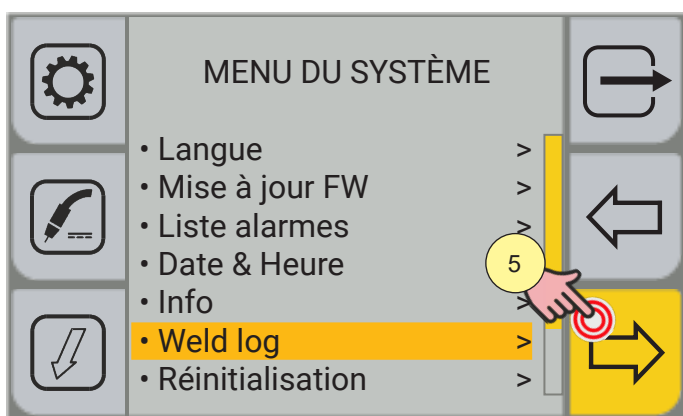 MENU DU SYSTÈME
• Langue >
• Mise à jour FW >
• Liste alarmes >
• Date & Heure
5
• Info >
• Weld log >
• Réinitialisation >